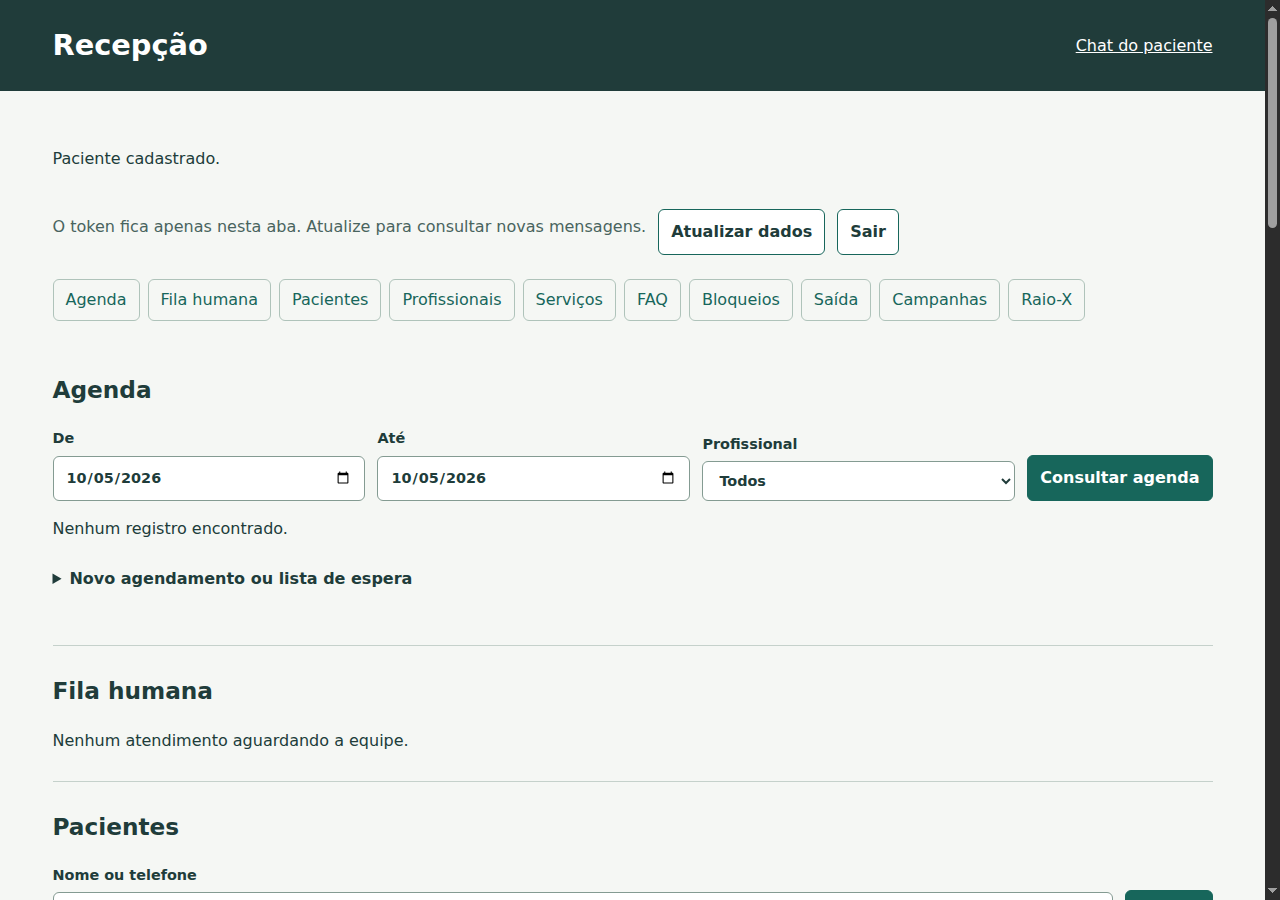 Recepção
Chat do paciente
Paciente cadastrado.
O token fica apenas nesta aba. Atualize para consultar novas mensagens.
Atualizar dados
Sair
Agenda
Fila humana
Pacientes
Profissionais
Serviços
FAQ
Bloqueios
Saída
Campanhas
Raio-X
Agenda
De
Até
Profissional
10/05/2026
10/05/2026
Todos
Consultar agenda
Nenhum registro encontrado.
Novo agendamento ou lista de espera
Fila humana
Nenhum atendimento aguardando a equipe.
Pacientes
Nome ou telefone